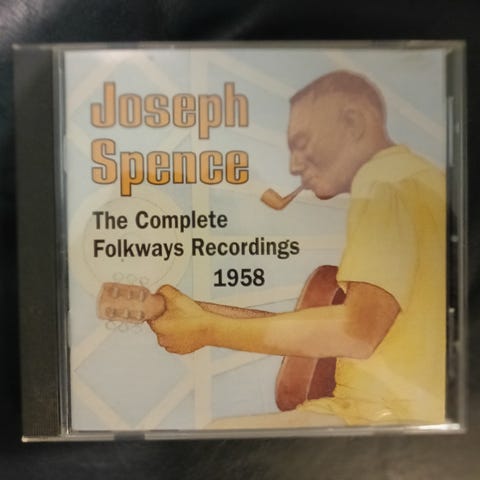 Joseph
Spence
The Complete
Folkways Recordings
1958